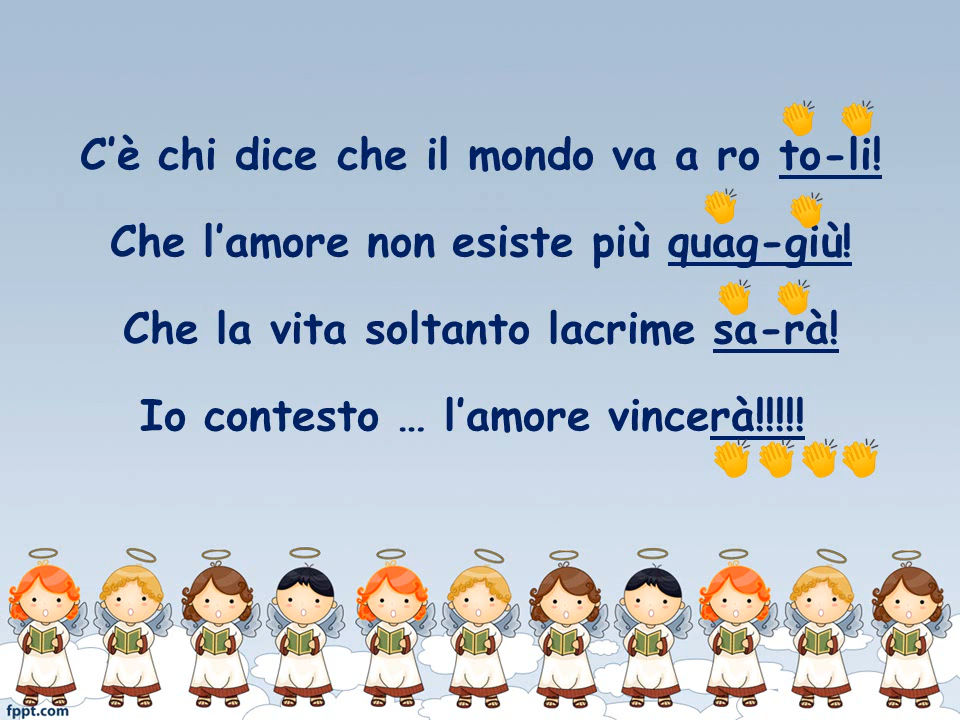 C’è chi dice che il mondo va a ro to-li!
Che l’amore non esiste più quag-giù!
Che la vita soltanto lacrime sa-rà!
Io contesto … l’amore vincerà!!!!!
fppt.com